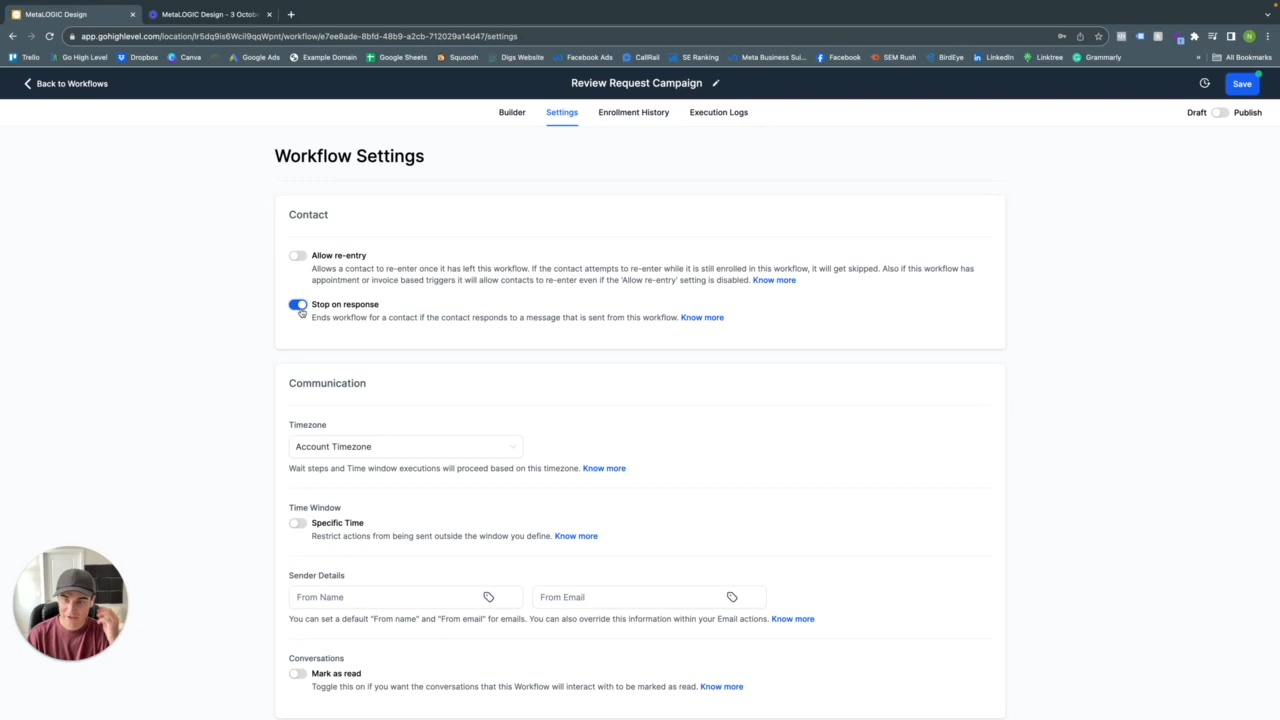 MetaLOGIC Design
MetaLOGIC Design - 3 Octobe
app.gohighlevel.com/location/lr5dq9is6Wcil9qqWpnt/workflow/e7ee8ade-8bfd-48b9-a2cb-712029a14d47/settings
Trello
Go High Level
Dropbox
Canva
Google Ads
Example Domain
Google Sheets
Squoosh
Digs Website
Facebook Ads
CallRail
SE Ranking
Meta Business Sui...
Facebook
SEM Rush
BirdEye
LinkedIn
Linktree
Grammarly
»
All Bookmarks
Back to Workflows
Review Request Campaign
Save
Builder
Settings
Enrollment History
Execution Logs
Draft
Publish
Workflow Settings
Contact
Allow re-entry
Allows a contact to re-enter once it has left this workflow. If the contact attempts to re-enter while it is still enrolled in this workflow, it will get skipped. Also if this workflow has
appointment or invoice based triggers it will allow contacts to re-enter even if the 'Allow re-entry' setting is disabled. Know more
Stop on response
Ends workflow for a contact if the contact responds to a message that is sent from this workflow. Know more
Communication
Timezone
Account Timezone
Wait steps and Time window executions will proceed based on this timezone. Know more
Time Window
Specific Time
Restrict actions from being sent outside the window you define. Know more
Sender Details
From Name
From Email
You can set a default "From name" and "From email" for emails. You can also override this information within your Email actions. Know more
Conversations
Mark as read
Toggle this on if you want the conversations that this Workflow will interact with to be marked as read. Know more